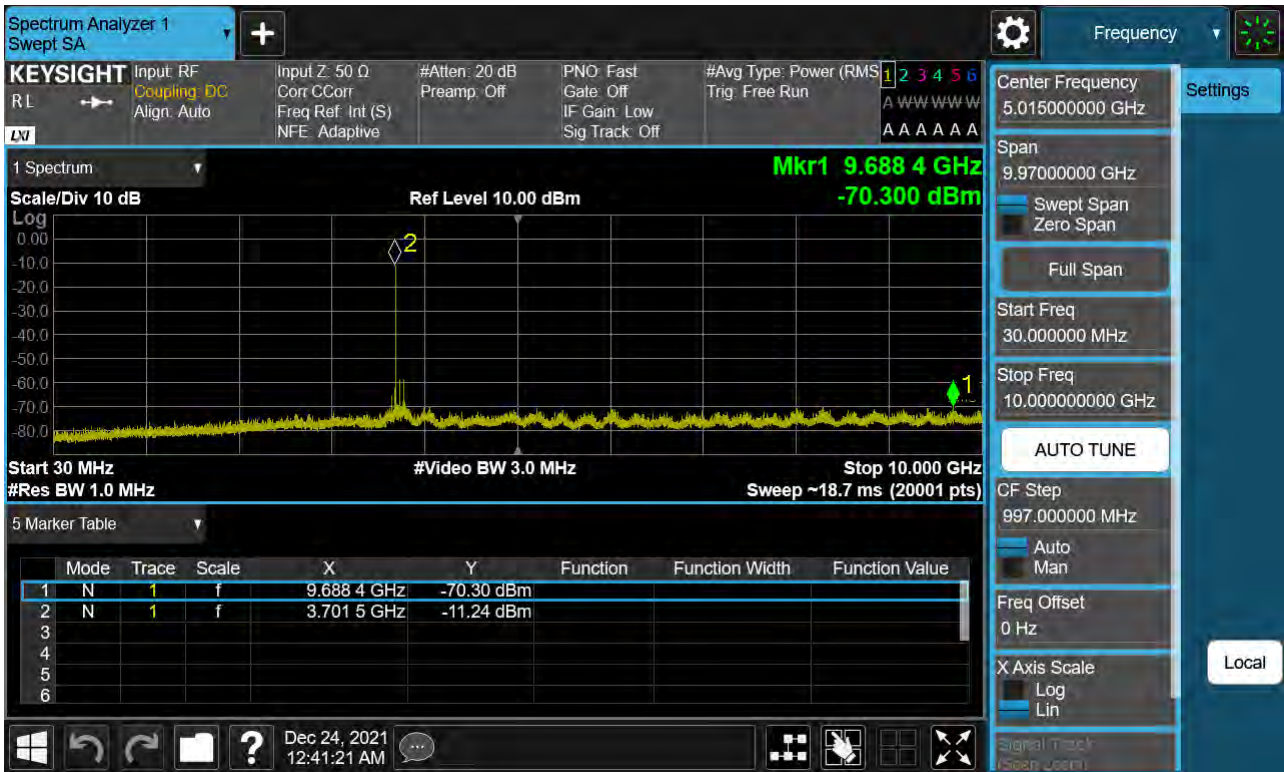 Spectrum Analyzer 1
Swept SA
+
Frequency
KEYSIGHT
RL
LXI
Input: RF
Coupling: DC
Align: Auto
Input Z: 50 Ω
Corr CCorr
Freq Ref: Int (S)
NFE: Adaptive
#Atten: 20 dB
Preamp: Off
PNO: Fast
Gate: Off
IF Gain: Low
Sig Track: Off
#Avg Type: Power (RMS
Trig: Free Run
1 2 3 4 5 6
A W W W W W
A A A A A A
1 Spectrum
Mkr1 9.688 4 GHz
-70.300 dBm
Scale/Div 10 dB
Ref Level 10.00 dBm
Log
0.00
-10.0
-20.0
-30.0
-40.0
-50.0
-60.0
-70.0
-80.0
2
1
Start 30 MHz
#Video BW 3.0 MHz
Stop 10.000 GHz
#Res BW 1.0 MHz
Sweep ~18.7 ms (20001 pts)
5 Marker Table
Mode Trace Scale X Y Function Function Width Function Value
1 N 1 f 9.688 4 GHz -70.30 dBm
2 N 1 f 3.701 5 GHz -11.24 dBm
3
4
5
6
Dec 24, 2021
12:41:21 AM
?
Center Frequency
5.015000000 GHz
Settings
Span
9.97000000 GHz
Swept Span
Zero Span
Full Span
Start Freq
30.000000 MHz
Stop Freq
10.000000000 GHz
AUTO TUNE
CF Step
997.000000 MHz
Auto
Man
Freq Offset
0 Hz
X Axis Scale
Log
Lin
Local
Signal Track
(Span Zoom)